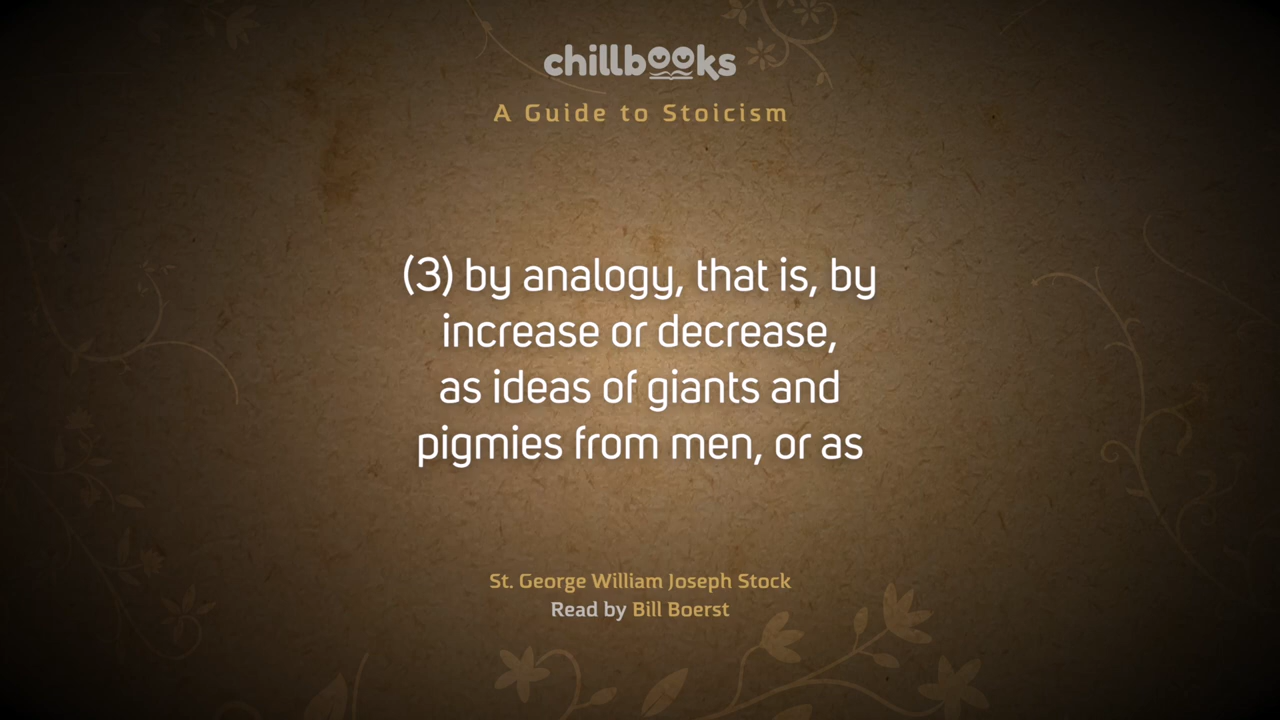 chillbooks
A Guide to Stoicism
(3) by analogy, that is, by
increase or decrease,
as ideas of giants and
pigmies from men, or as
St. George William Joseph Stock
Read by Bill Boerst